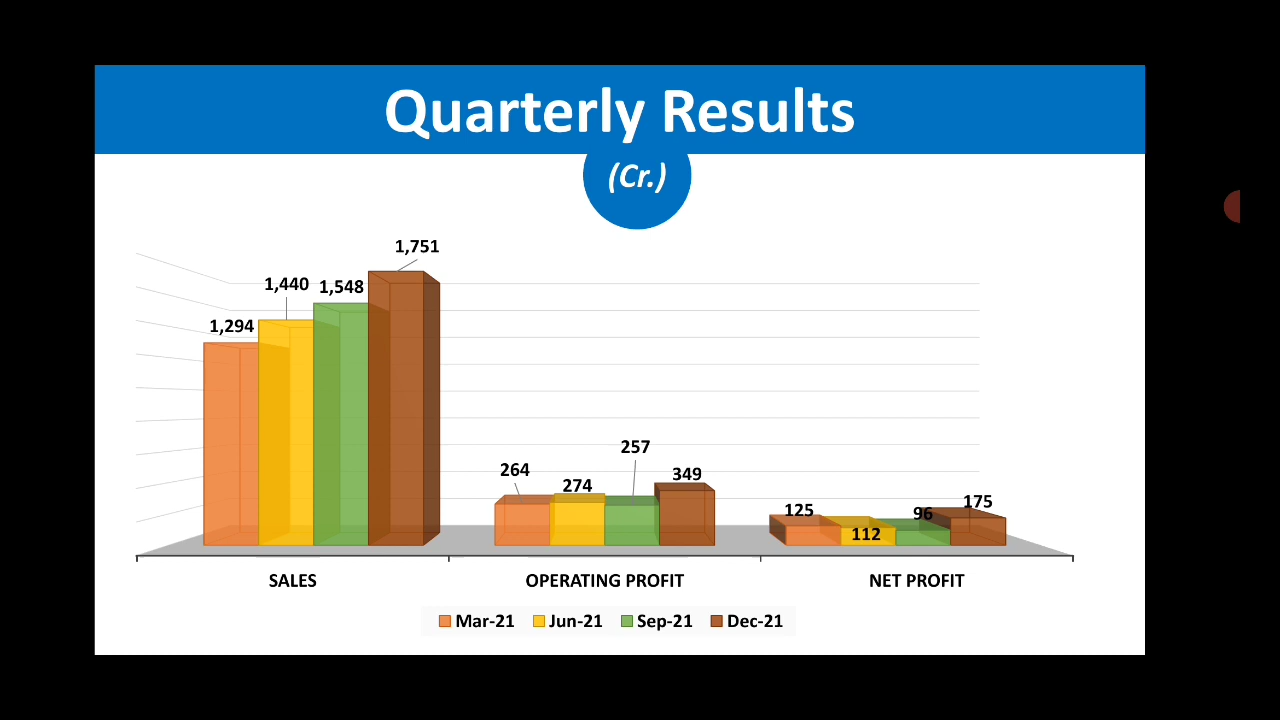 Quarterly Results
(Cr.)
1,294
1,440
1,548
1,751
264
274
257
349
125
112
96
175
SALES
OPERATING PROFIT
NET PROFIT
Mar-21
Jun-21
Sep-21
Dec-21